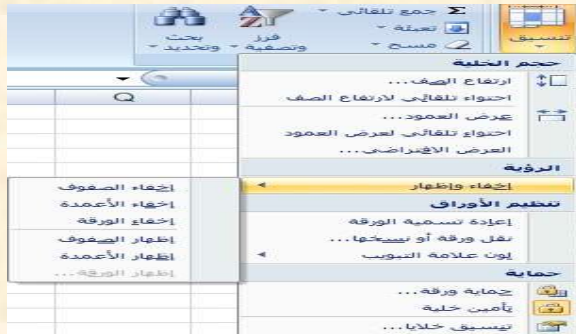 Σ جمع تلقائي
تعبئة
مسح
فرز وتصفية
بحث وتحديد
تنسيق
Q
حجم الخلية
ارتفاع الصف...
احتواء تلقائي لارتفاع الصف
عرض العمود...
احتواء تلقائي لعرض العمود
العرض الافتراضي...
الرؤية
إخفاء وإظهار
إخفاء الصفوف
إخفاء الأعمدة
إخفاء الورقة
إظهار الصفوف
إظهار الأعمدة
إظهار الورقة...
تنظيم الأوراق
إعادة تسمية الورقة
نقل ورقة أو نسخها...
لون علامة التبويب
حماية
حماية ورقة...
تأمين خلية
تنسيق خلايا...